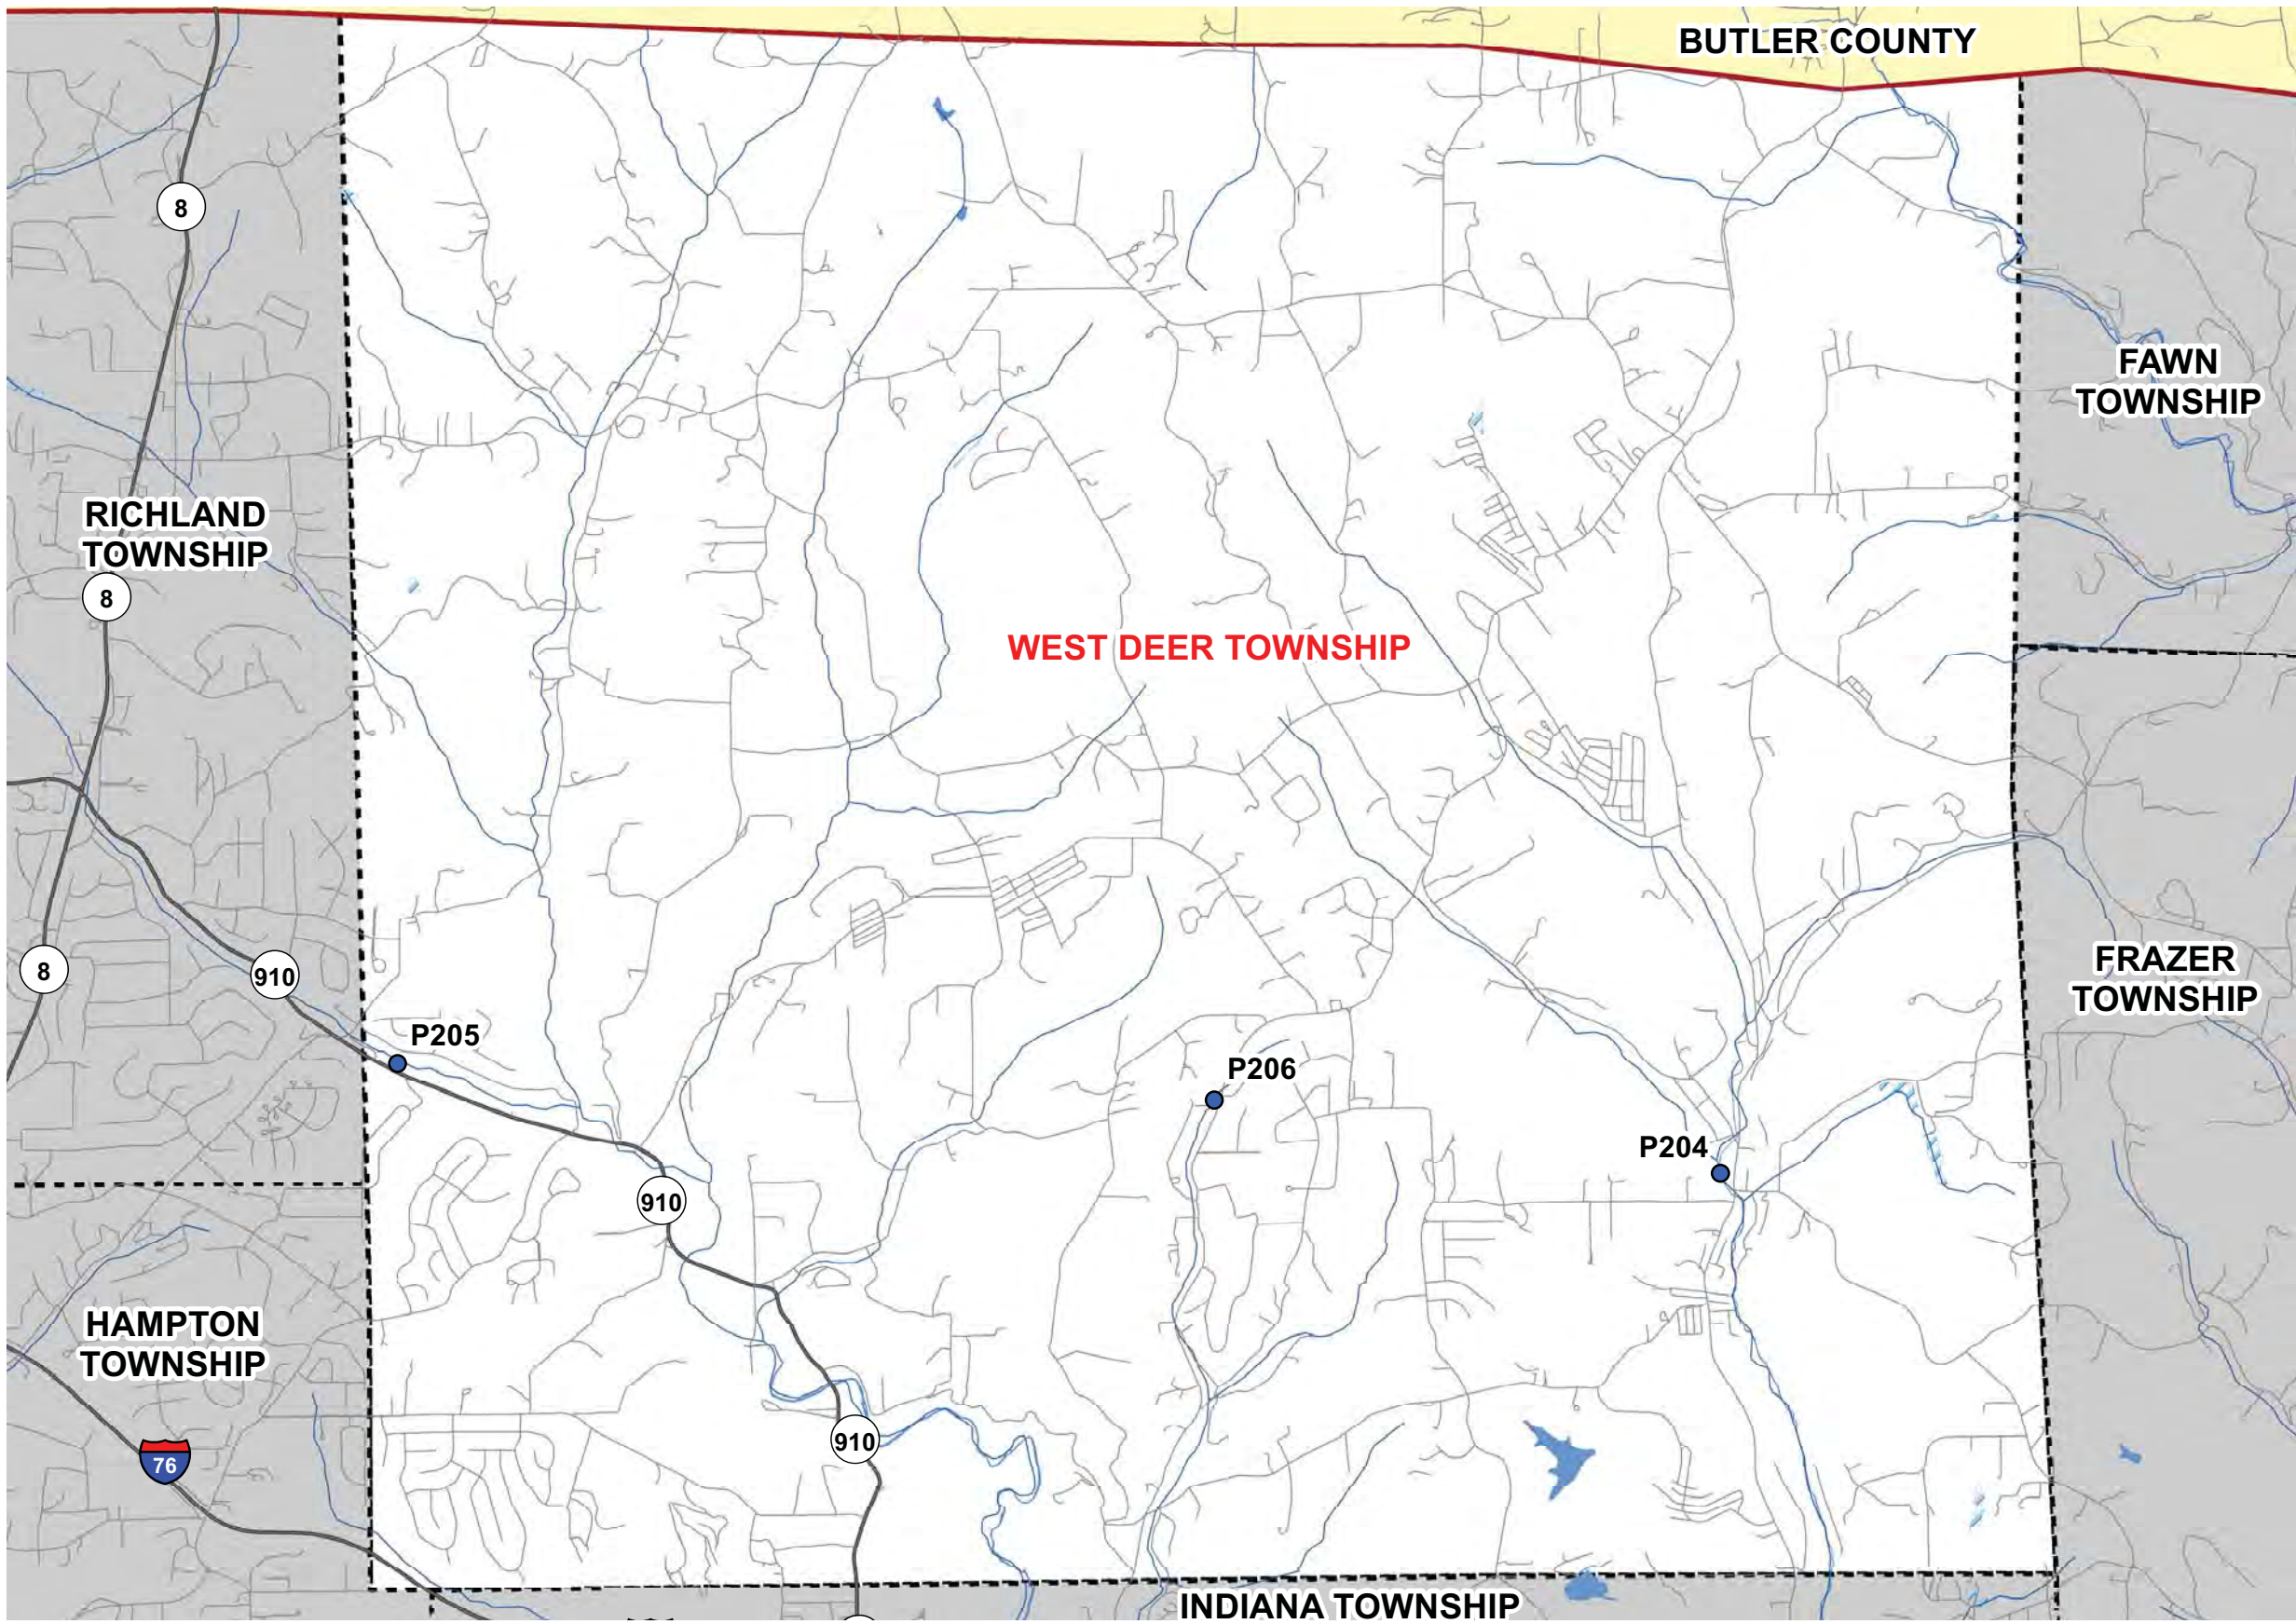 BUTLER COUNTY
8
FAWN
TOWNSHIP
RICHLAND
TOWNSHIP
8
WEST DEER TOWNSHIP
8
910
FRAZER
TOWNSHIP
P205
P206
P204
910
HAMPTON
TOWNSHIP
910
76
INDIANA TOWNSHIP